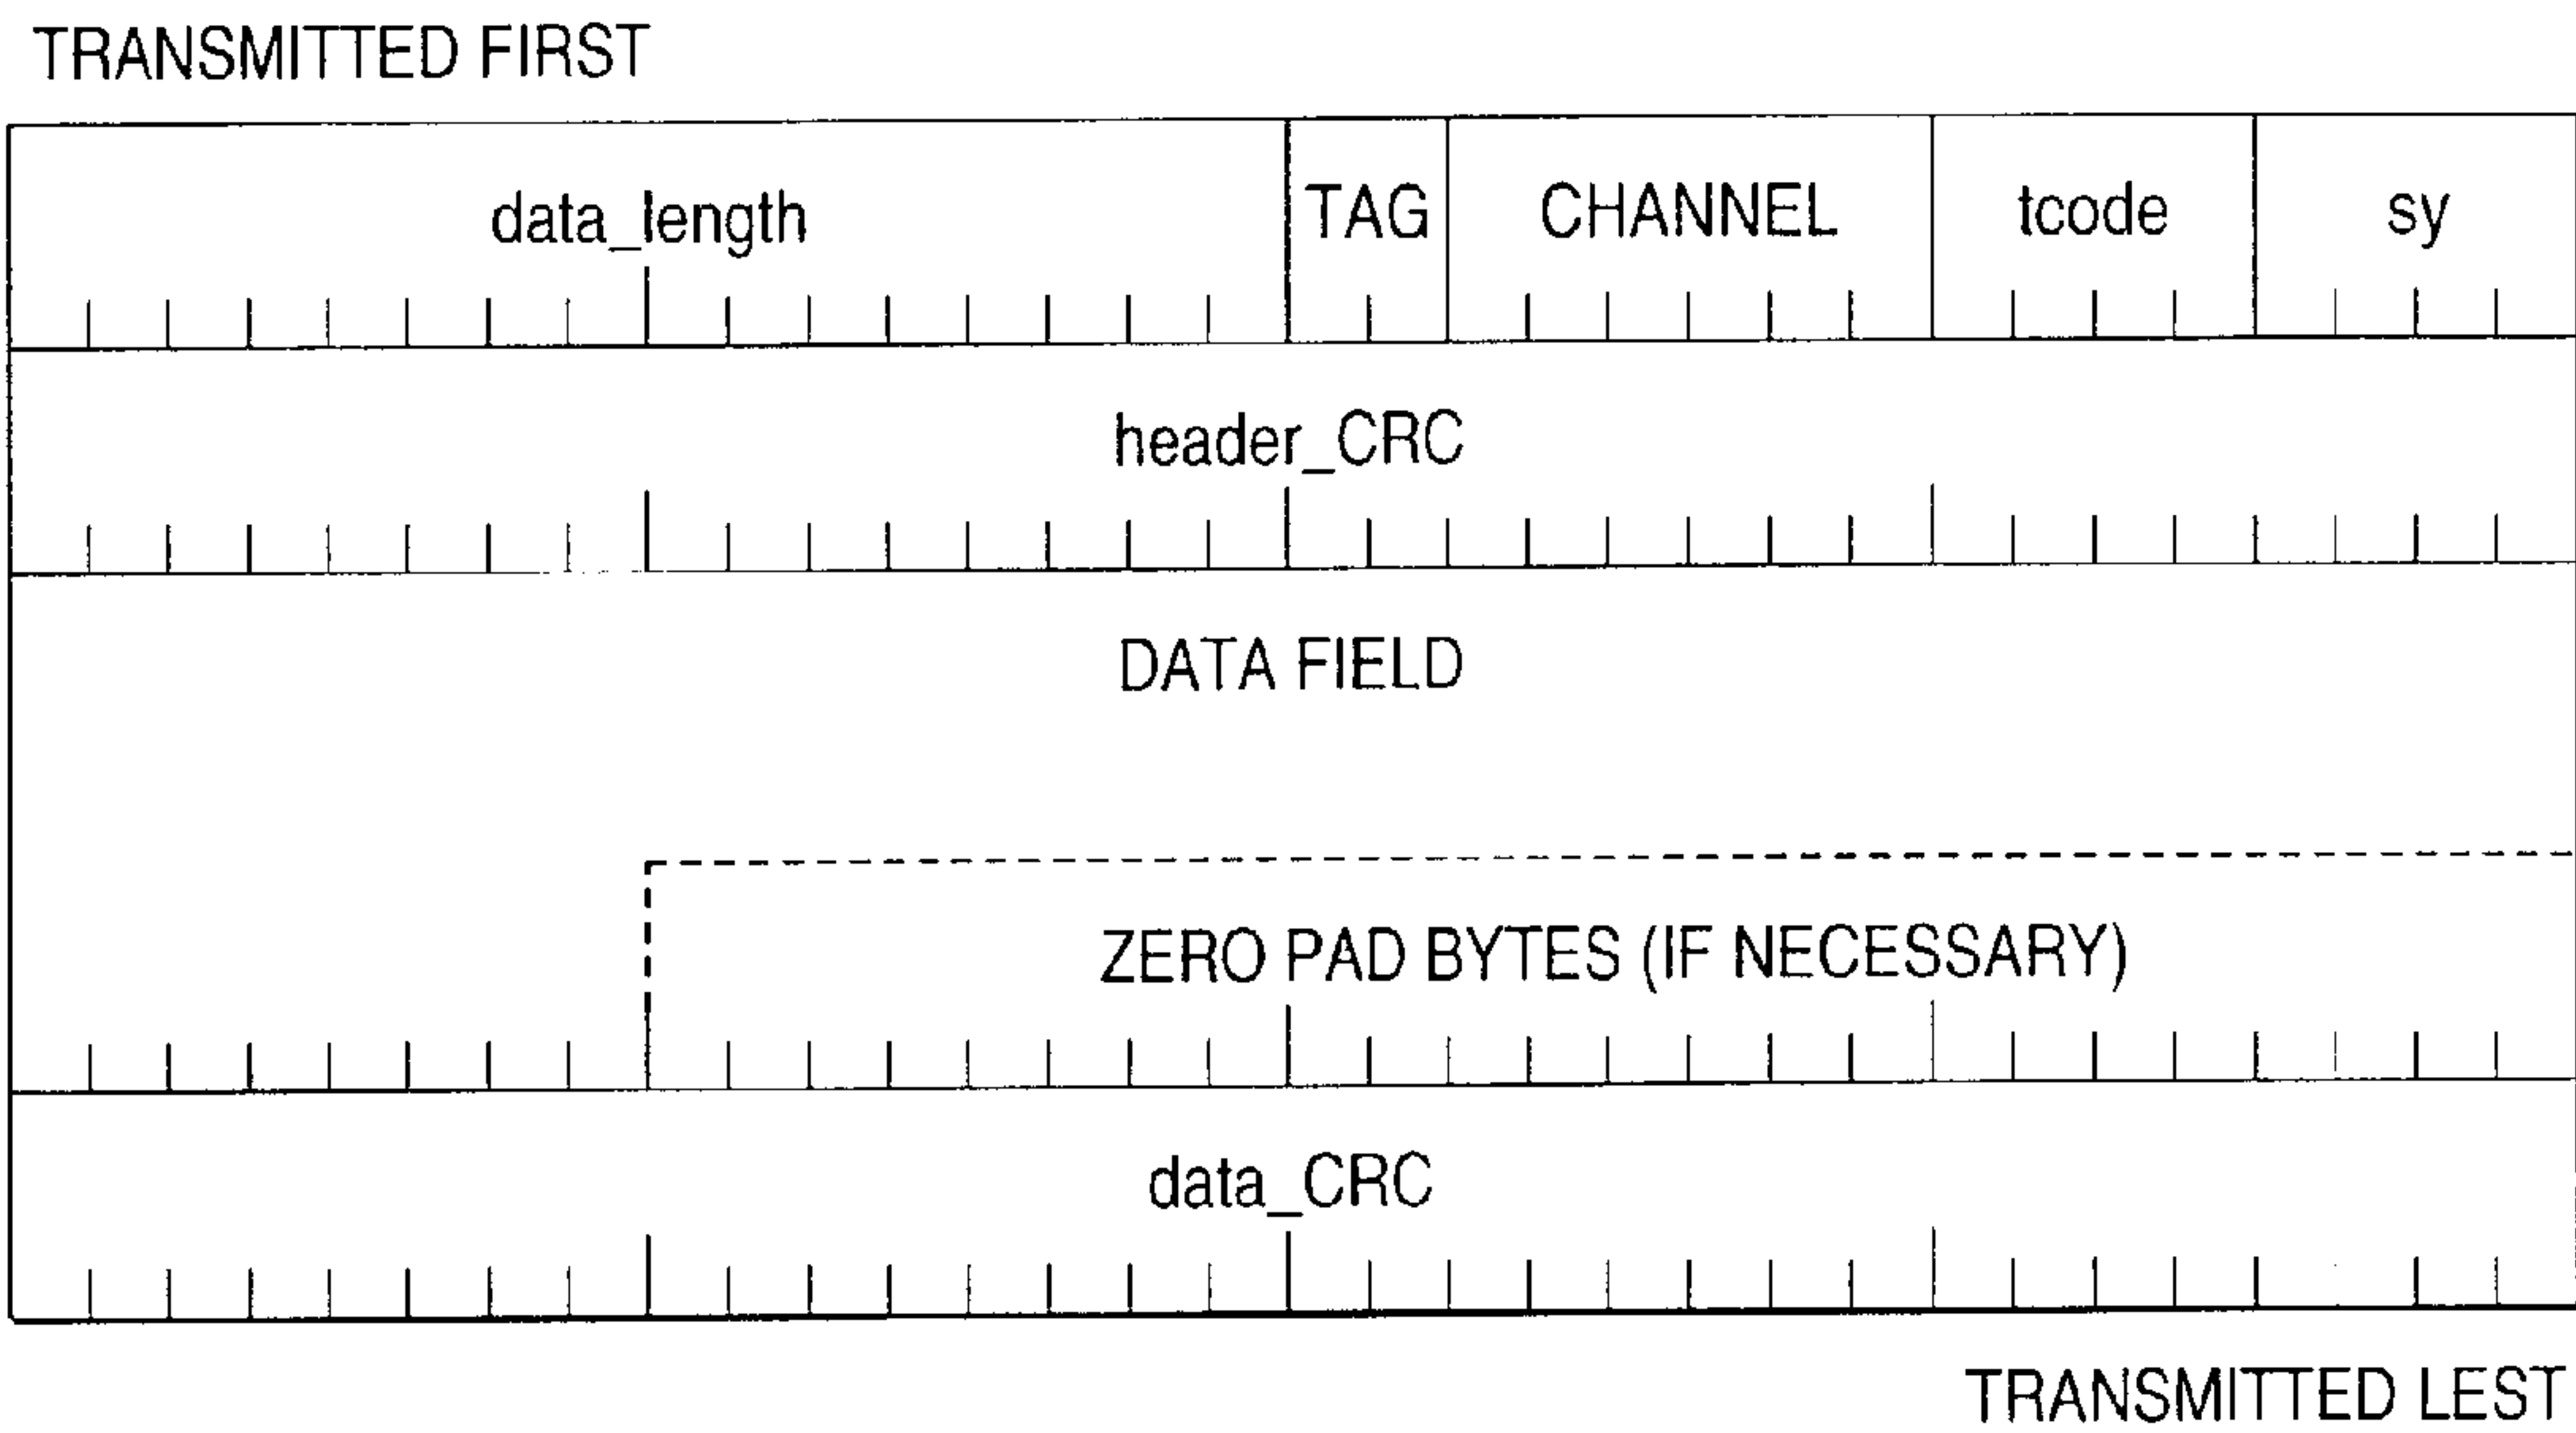 TRANSMITTED FIRST
data_length TAG CHANNEL tcode sy
header_CRC
DATA FIELD
ZERO PAD BYTES (IF NECESSARY)
data_CRC
TRANSMITTED LEST